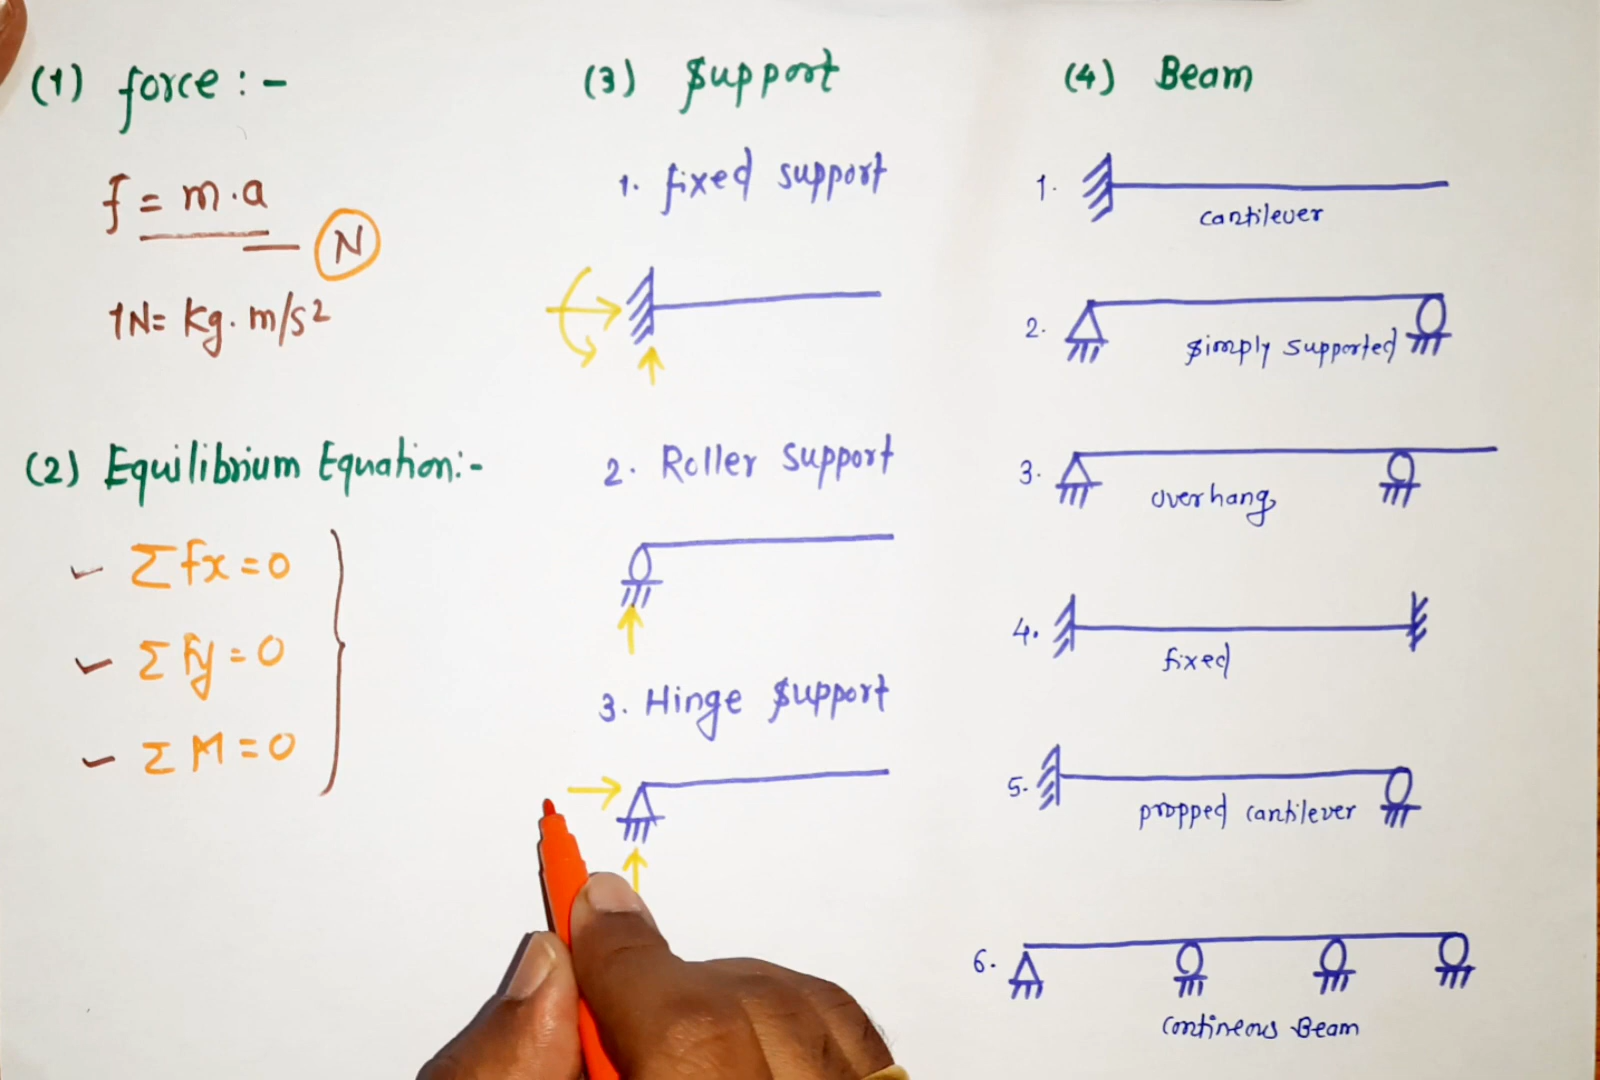 (1) force :-
f = m.a
N
1N= kg. m/s²
(2) Equilibrium Equation:-
Σfx=0
Σfy=0
ΣM=0
(3) Support
1. fixed support
2. Roller Support
3. Hinge Support
(4) Beam
1.
cantilever
2.
Simply supported
3.
overhang
4.
fixed
5.
propped cantilever
6.
contineous Beam